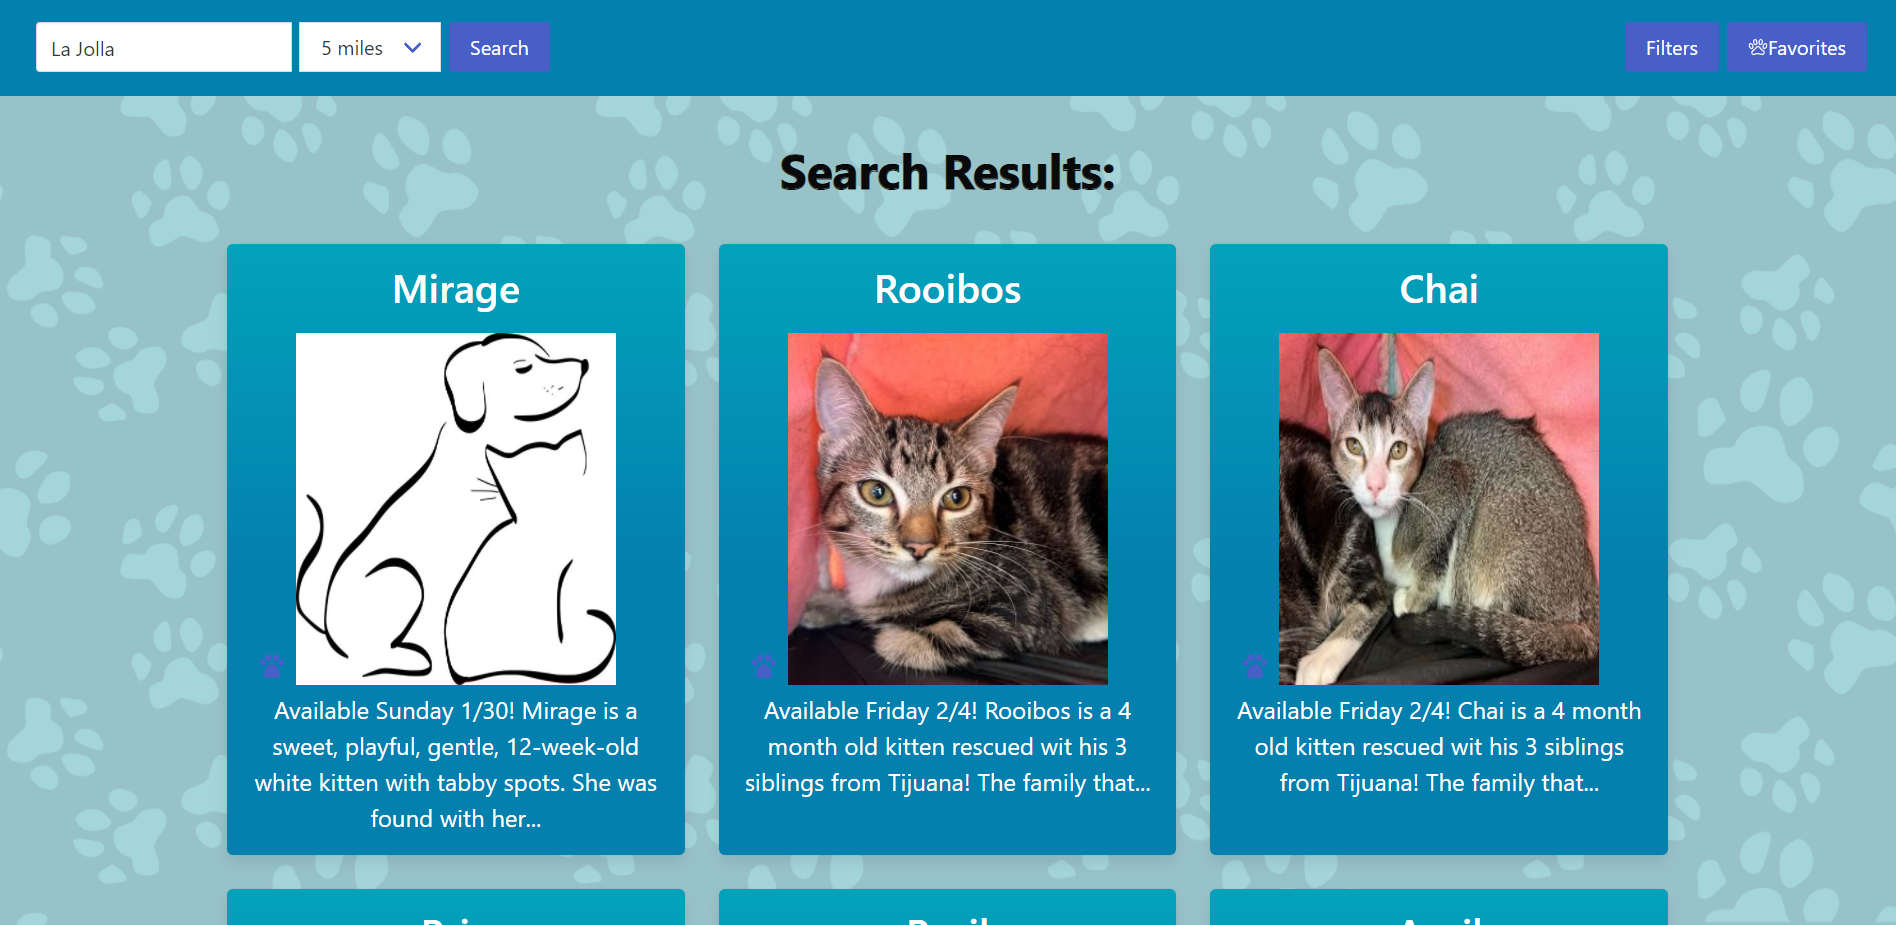 La Jolla
5 miles
Search
Filters
Favorites
Search Results:
Mirage
Rooibos
Chai
Available Sunday 1/30! Mirage is a
sweet, playful, gentle, 12-week-old
white kitten with tabby spots. She was
found with her...
Available Friday 2/4! Rooibos is a 4
month old kitten rescued wit his 3
siblings from Tijuana! The family that...
Available Friday 2/4! Chai is a 4 month
old kitten rescued wit his 3 siblings
from Tijuana! The family that...